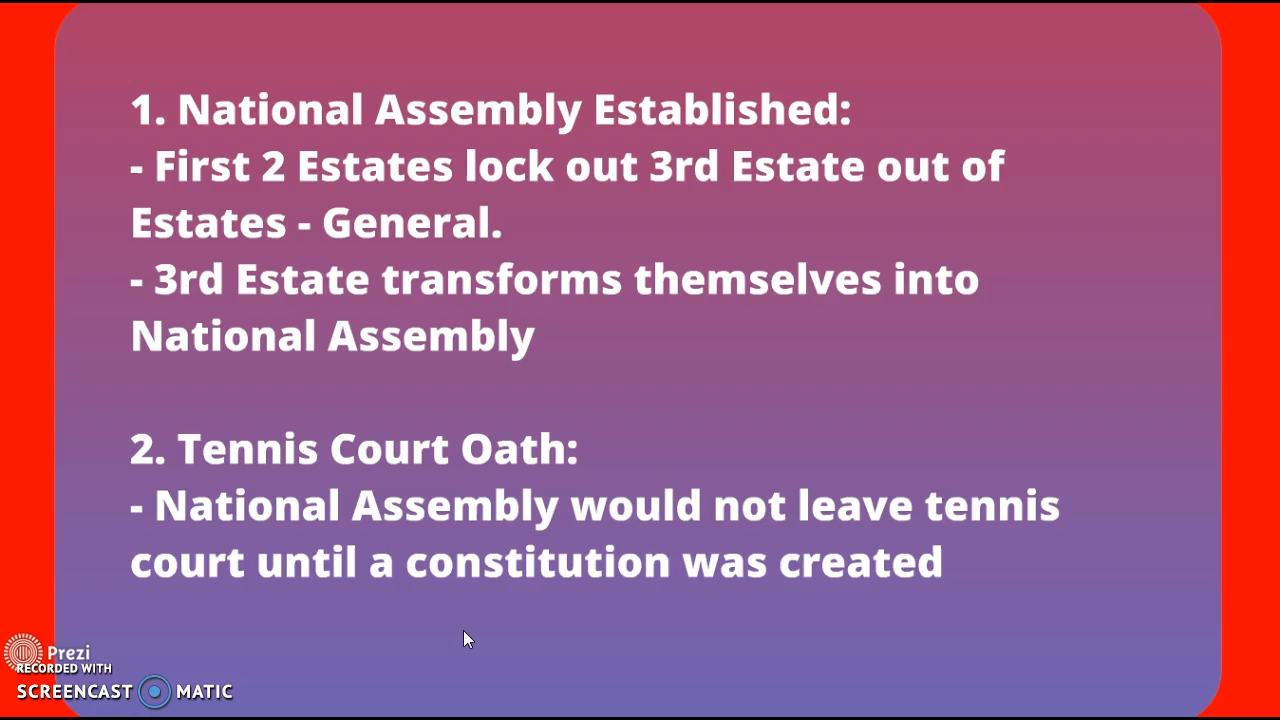 1. National Assembly Established:
- First 2 Estates lock out 3rd Estate out of
Estates - General.
- 3rd Estate transforms themselves into
National Assembly
2. Tennis Court Oath:
- National Assembly would not leave tennis
court until a constitution was created
Prezi
RECORDED WITH
SCREENCAST MATIC